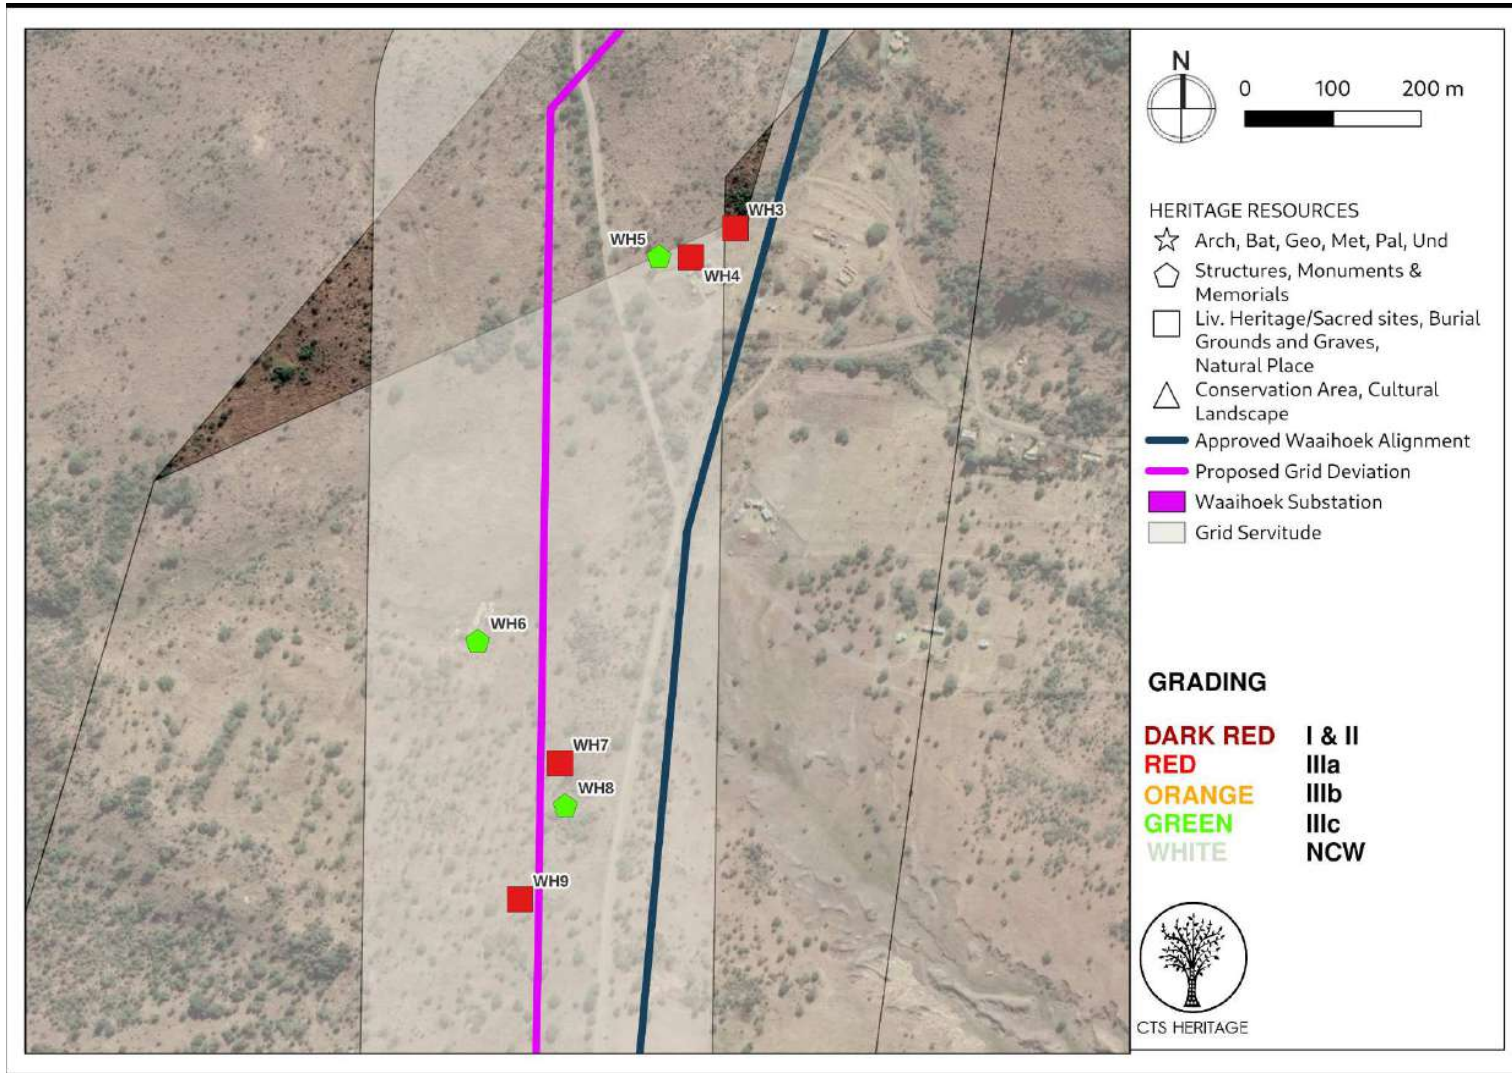 WH3
WH5
WH4
WH6
WH7
WH8
WH9
N
0 100 200 m
HERITAGE RESOURCES
Arch, Bat, Geo, Met, Pal, Und
Structures, Monuments &
Memorials
Liv. Heritage/Sacred sites, Burial
Grounds and Graves,
Natural Place
Conservation Area, Cultural
Landscape
Approved Waaihoek Alignment
Proposed Grid Deviation
Waaihoek Substation
Grid Servitude
GRADING
DARK RED I & II
RED IIIa
ORANGE IIIb
GREEN IIIc
WHITE NCW
CTS HERITAGE